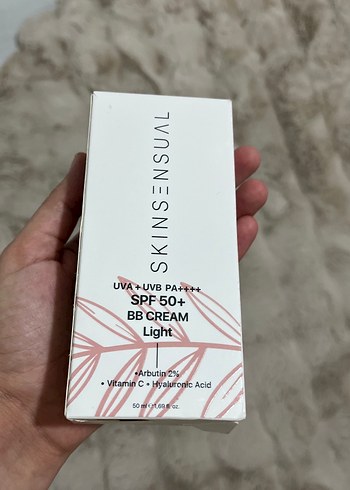 SKINSENSUAL
UVA + UVB PA++++
SPF 50+
BB CREAM
Light
•Arbutin 2%
• Vitamin C • Hyaluronic Acid
50 ml℮ 1.69 fl. oz.